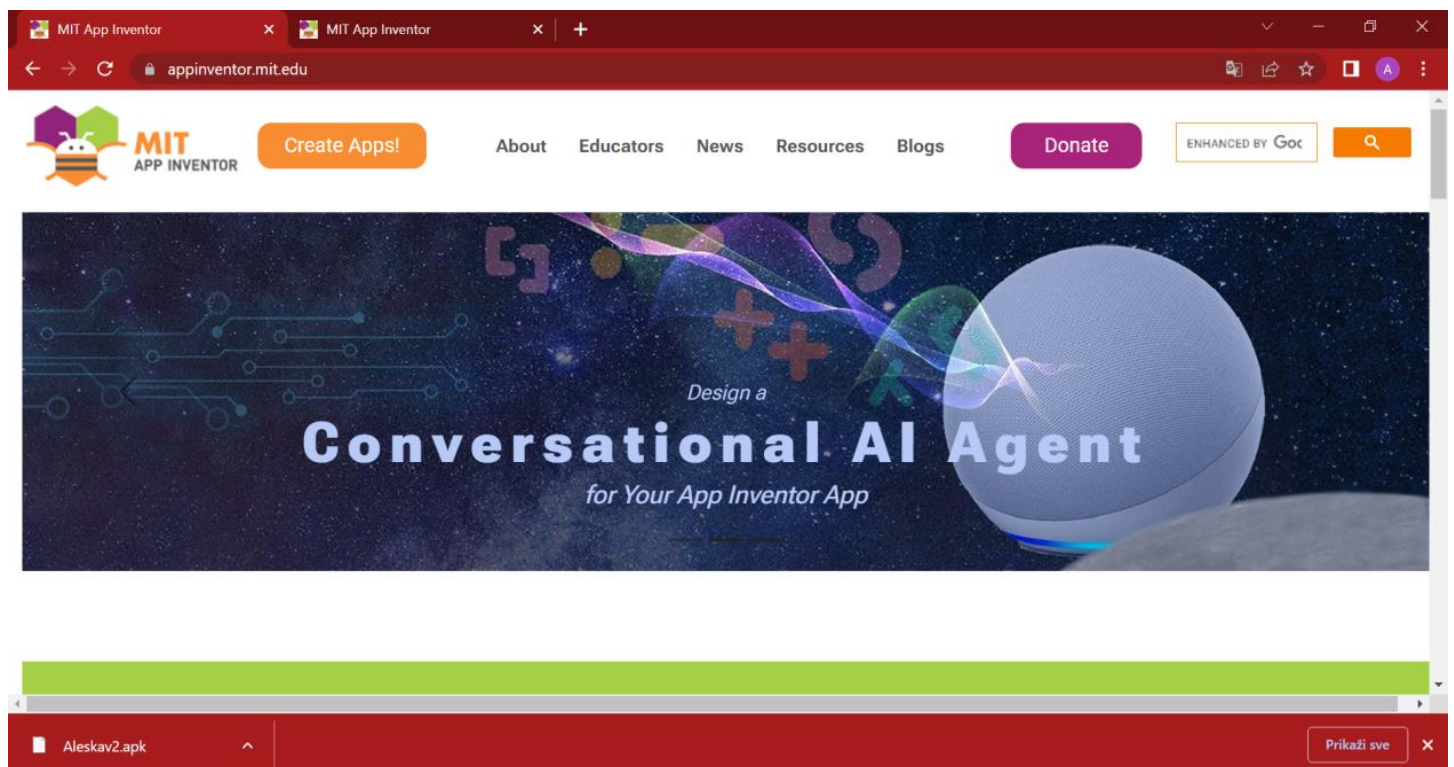 MIT App Inventor
MIT App Inventor
appinventor.mit.edu
A
MIT
APP INVENTOR
Create Apps!
About
Educators
News
Resources
Blogs
Donate
ENHANCED BY Goc
Design a
Conversational AI Agent
for Your App Inventor App
Aleskav2.apk
Prikaži sve